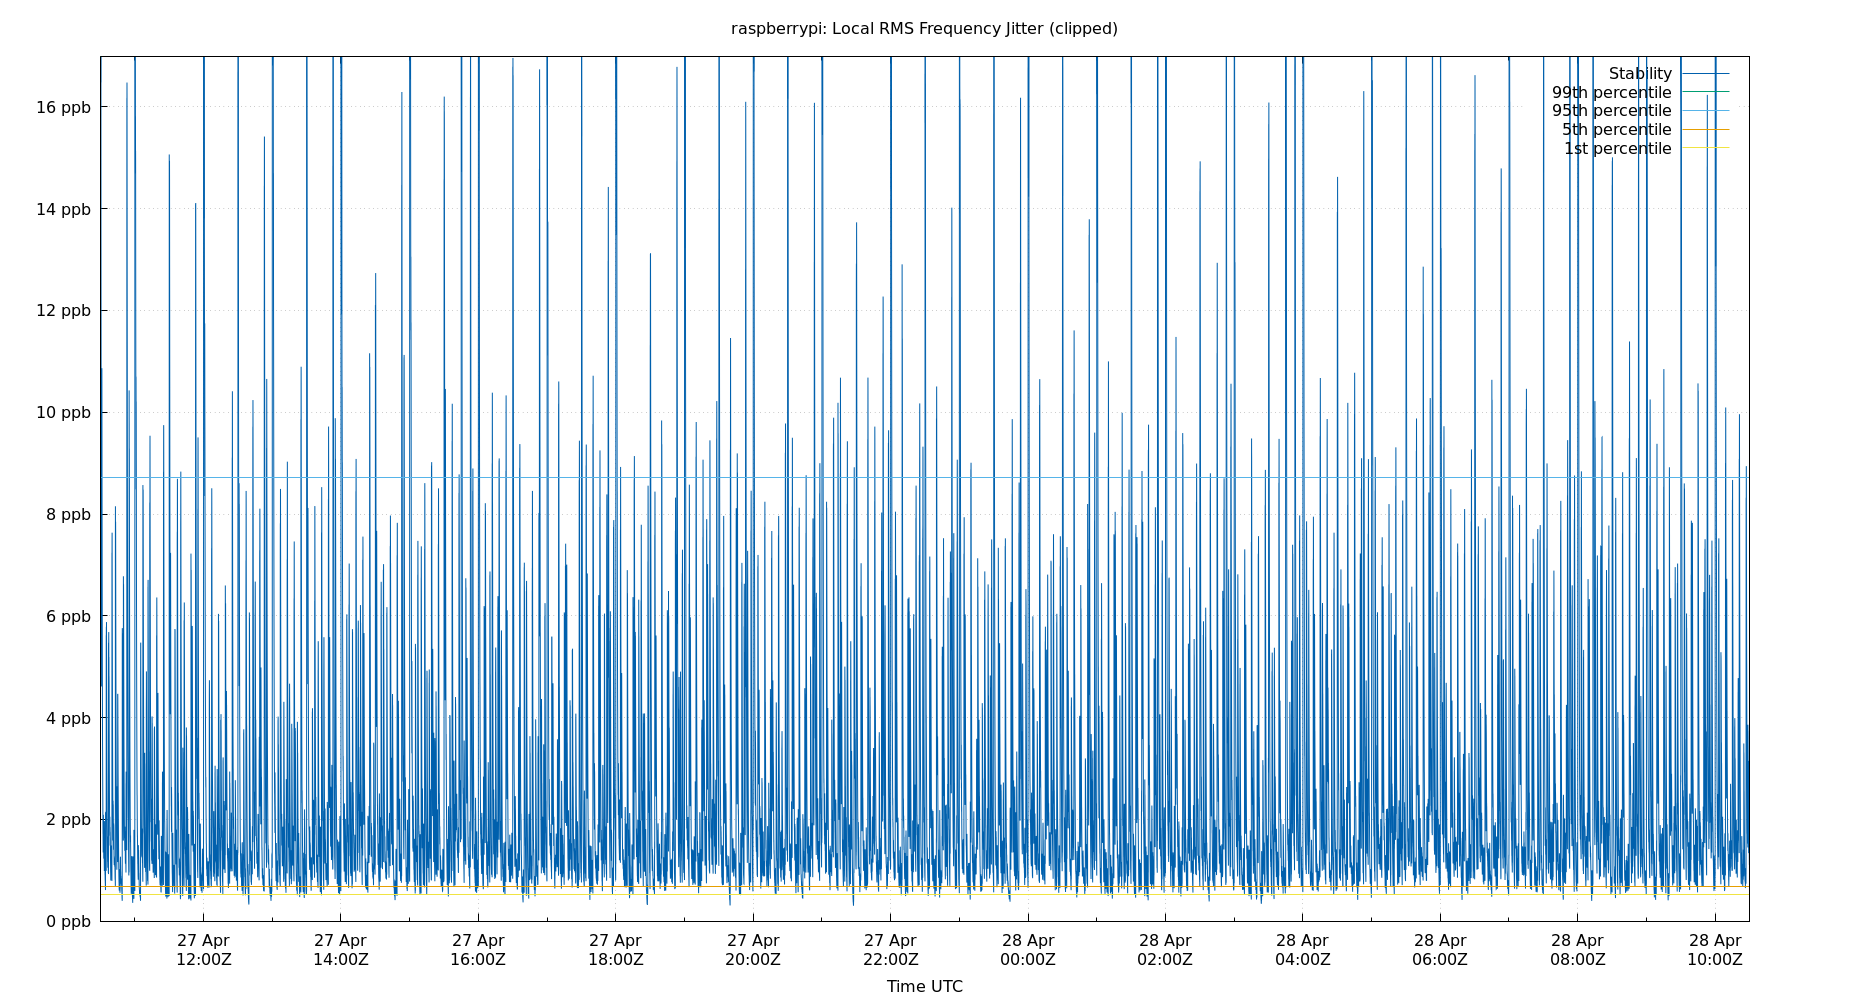 raspberrypi: Local RMS Frequency Jitter (clipped)
Stability
99th percentile
95th percentile
5th percentile
1st percentile
16 ppb
14 ppb
12 ppb
10 ppb
8 ppb
6 ppb
4 ppb
2 ppb
0 ppb
27 Apr 27 Apr 27 Apr 27 Apr 27 Apr 27 Apr 28 Apr 28 Apr 28 Apr 28 Apr 28 Apr 28 Apr
12:00Z 14:00Z 16:00Z 18:00Z 20:00Z 22:00Z 00:00Z 02:00Z 04:00Z 06:00Z 08:00Z 10:00Z
Time UTC